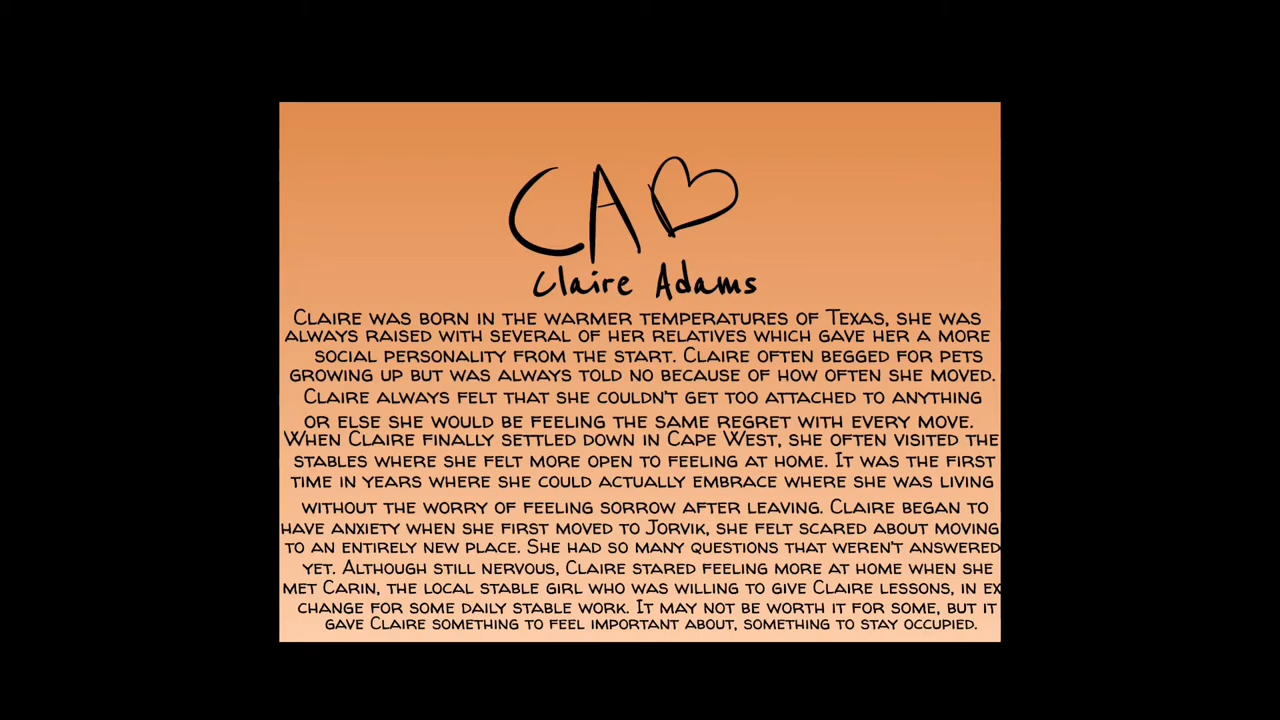 CA♡
Claire Adams
Claire was born in the warmer temperatures of Texas, she was
always raised with several of her relatives which gave her a more
social personality from the start. Claire often begged for pets
growing up but was always told no because of how often she moved.
Claire always felt that she couldn't get too attached to anything
or else she would be feeling the same regret with every move.
When Claire finally settled down in Cape West, she often visited the
stables where she felt more open to feeling at home. It was the first
time in years where she could actually embrace where she was living
without the worry of feeling sorrow after leaving. Claire began to
have anxiety when she first moved to Jorvik, she felt scared about moving
to an entirely new place. She had so many questions that weren't answered
yet. Although still nervous, Claire stared feeling more at home when she
met Carin, the local stable girl who was willing to give Claire lessons, in ex
change for some daily stable work. It may not be worth it for some, but it
gave Claire something to feel important about, something to stay occupied.